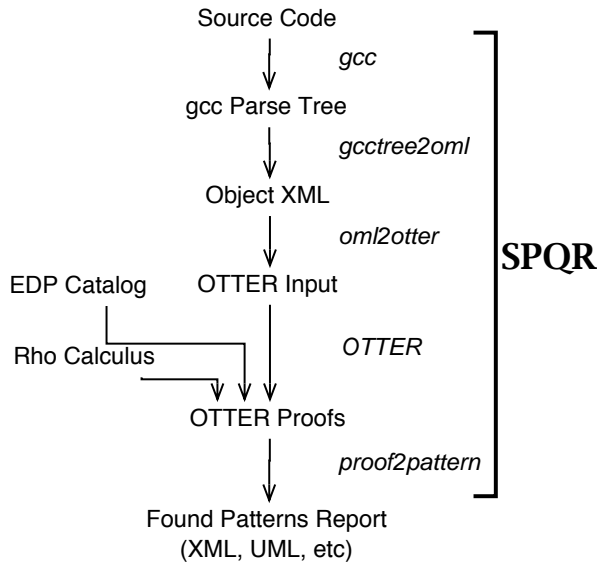 Source Code
gcc
gcc Parse Tree
gcctree2oml
Object XML
oml2otter
SPQR
EDP Catalog
OTTER Input
Rho Calculus
OTTER
OTTER Proofs
proof2pattern
Found Patterns Report
(XML, UML, etc)